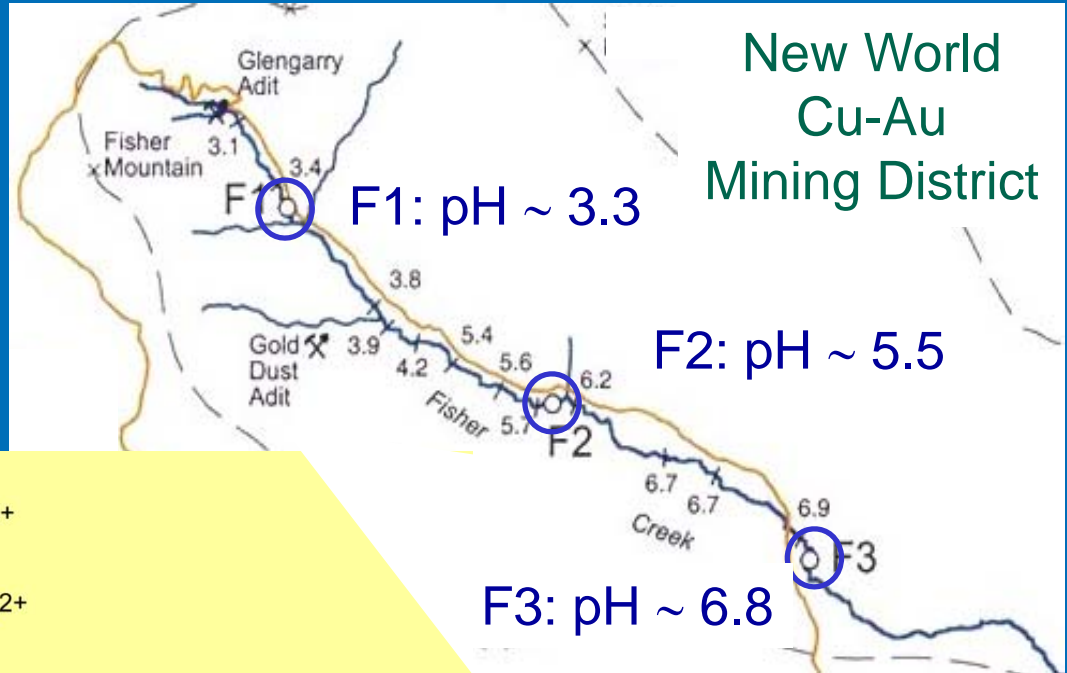 New World
Cu-Au
Mining District
Glengarry
Adit
Fisher
Mountain
3.1
3.4
F1
F1: pH ~ 3.3
3.8
Gold
Dust
Adit
3.9
4.2
5.4
5.6
Fisher
5.7
6.2
F2
F2: pH ~ 5.5
6.7
6.7
Creek
6.9
F3
F3: pH ~ 6.8
+
2+